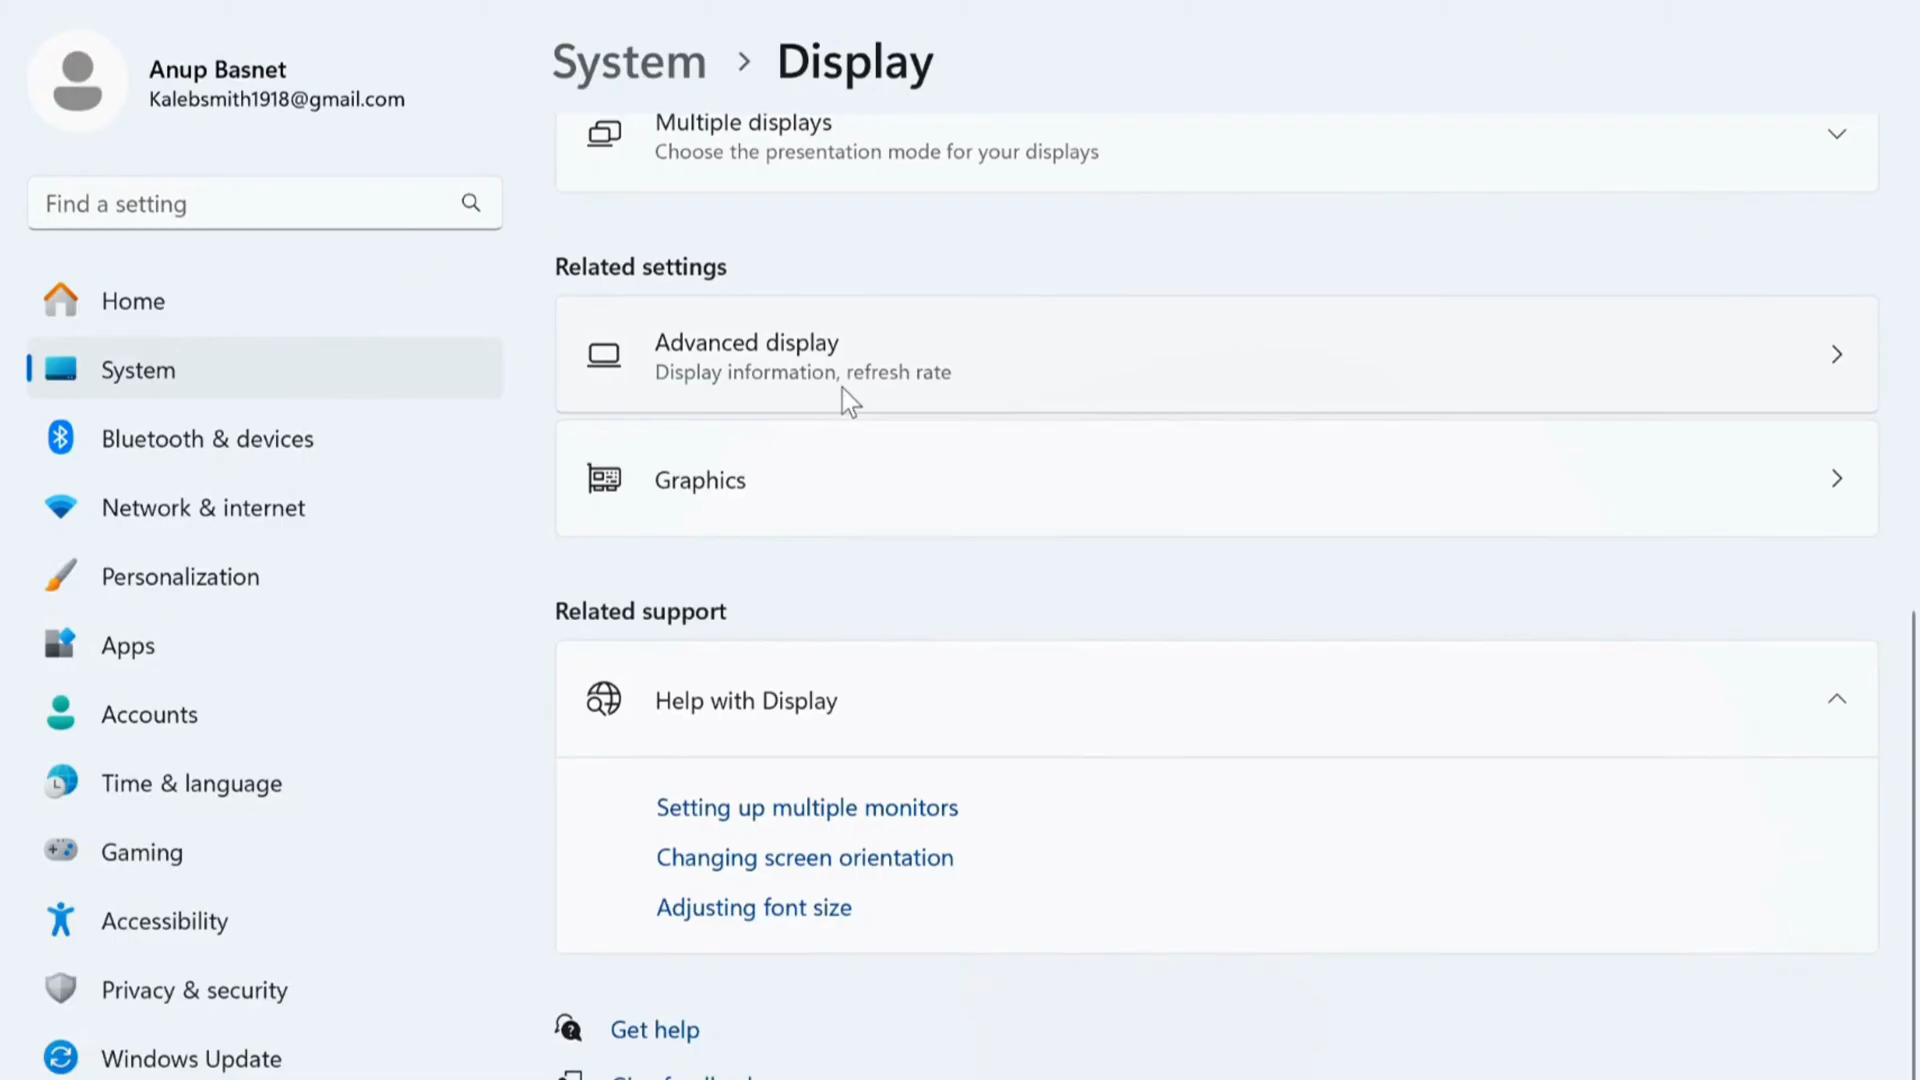 Anup Basnet
Kalebsmith1918@gmail.com
Find a setting
Home
System
Bluetooth & devices
Network & internet
Personalization
Apps
Accounts
Time & language
Gaming
Accessibility
Privacy & security
Windows Update
System > Display
Multiple displays
Choose the presentation mode for your displays
Related settings
Advanced display
Display information, refresh rate
Graphics
Related support
Help with Display
Setting up multiple monitors
Changing screen orientation
Adjusting font size
Get help